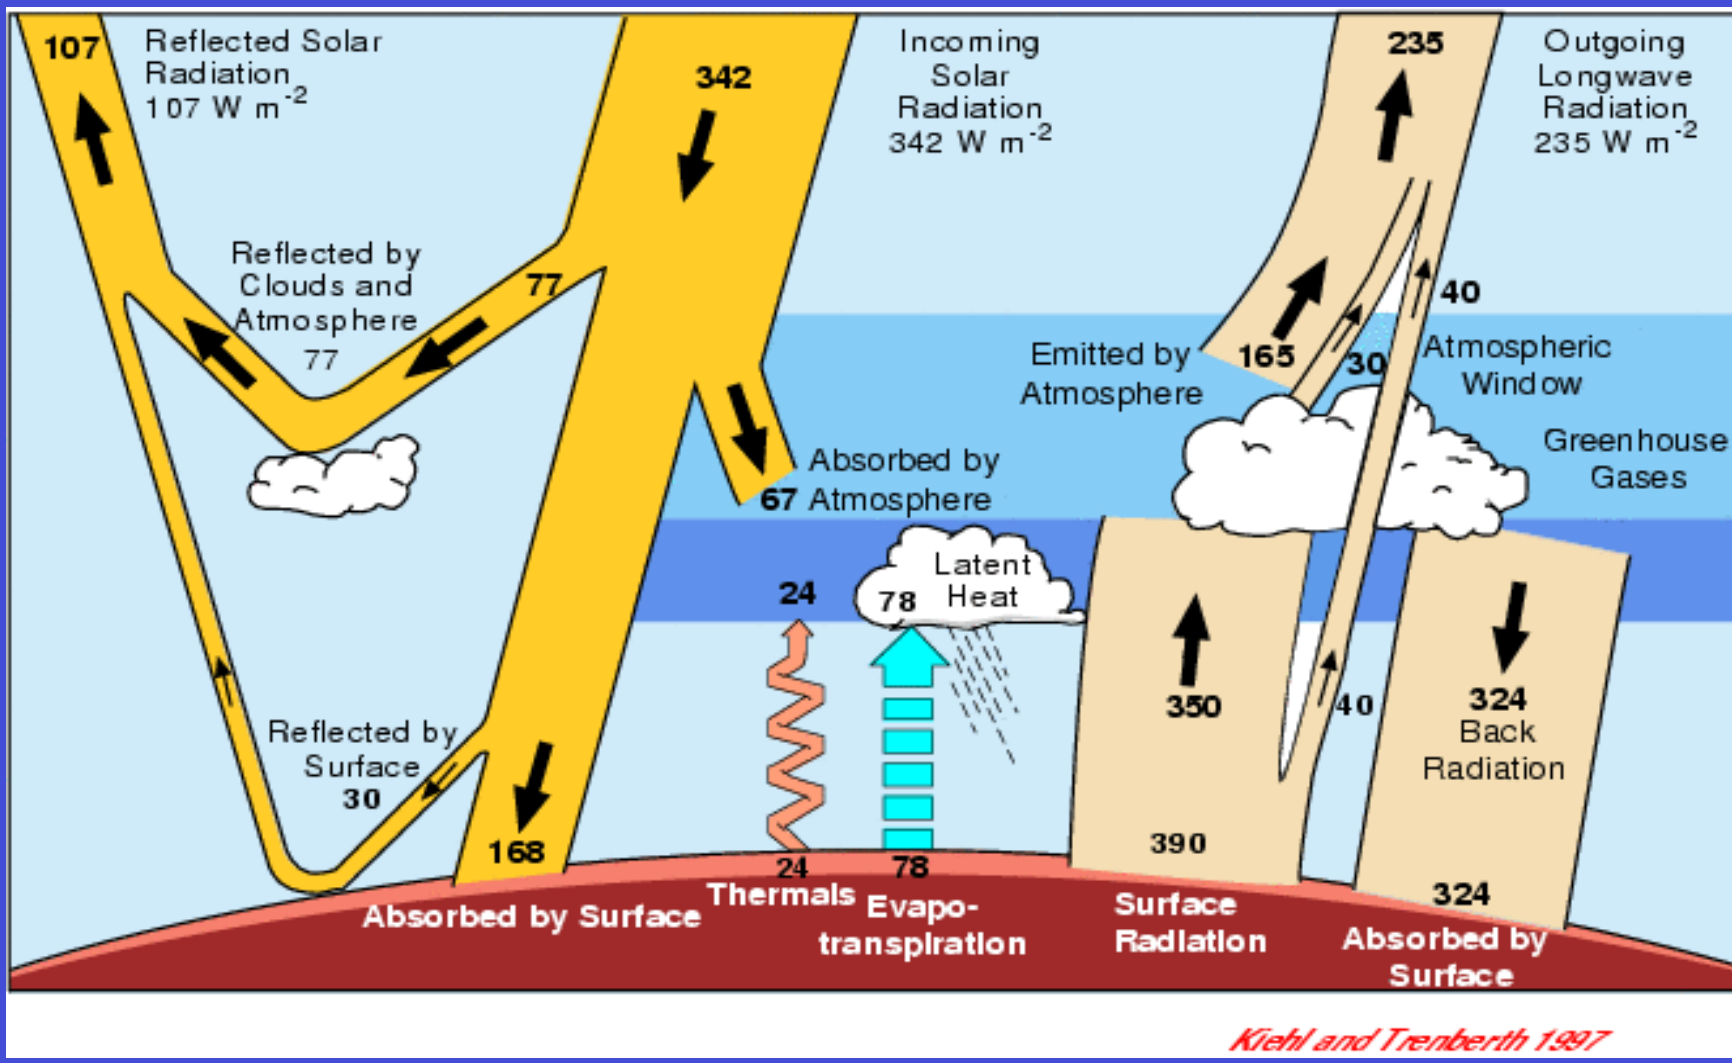 107
Reflected Solar
Radiation
107 W m-2
342
Incoming
Solar
Radiation
342 W m-2
235
Outgoing
Longwave
Radiation
235 W m-2
Reflected by
Clouds and
Atmosphere
77
77
40
Emitted by
Atmosphere
165
30
Atmospheric
Window
Greenhouse
Gases
Absorbed by
67 Atmosphere
24
78
Latent
Heat
350
40
324
Back
Radiation
Reflected by
Surface
30
168
390
324
24
78
Absorbed by Surface
Thermals
Evapo-
transpiration
Surface
Radiation
Absorbed by
Surface
Kiehl and Trenberth 1997